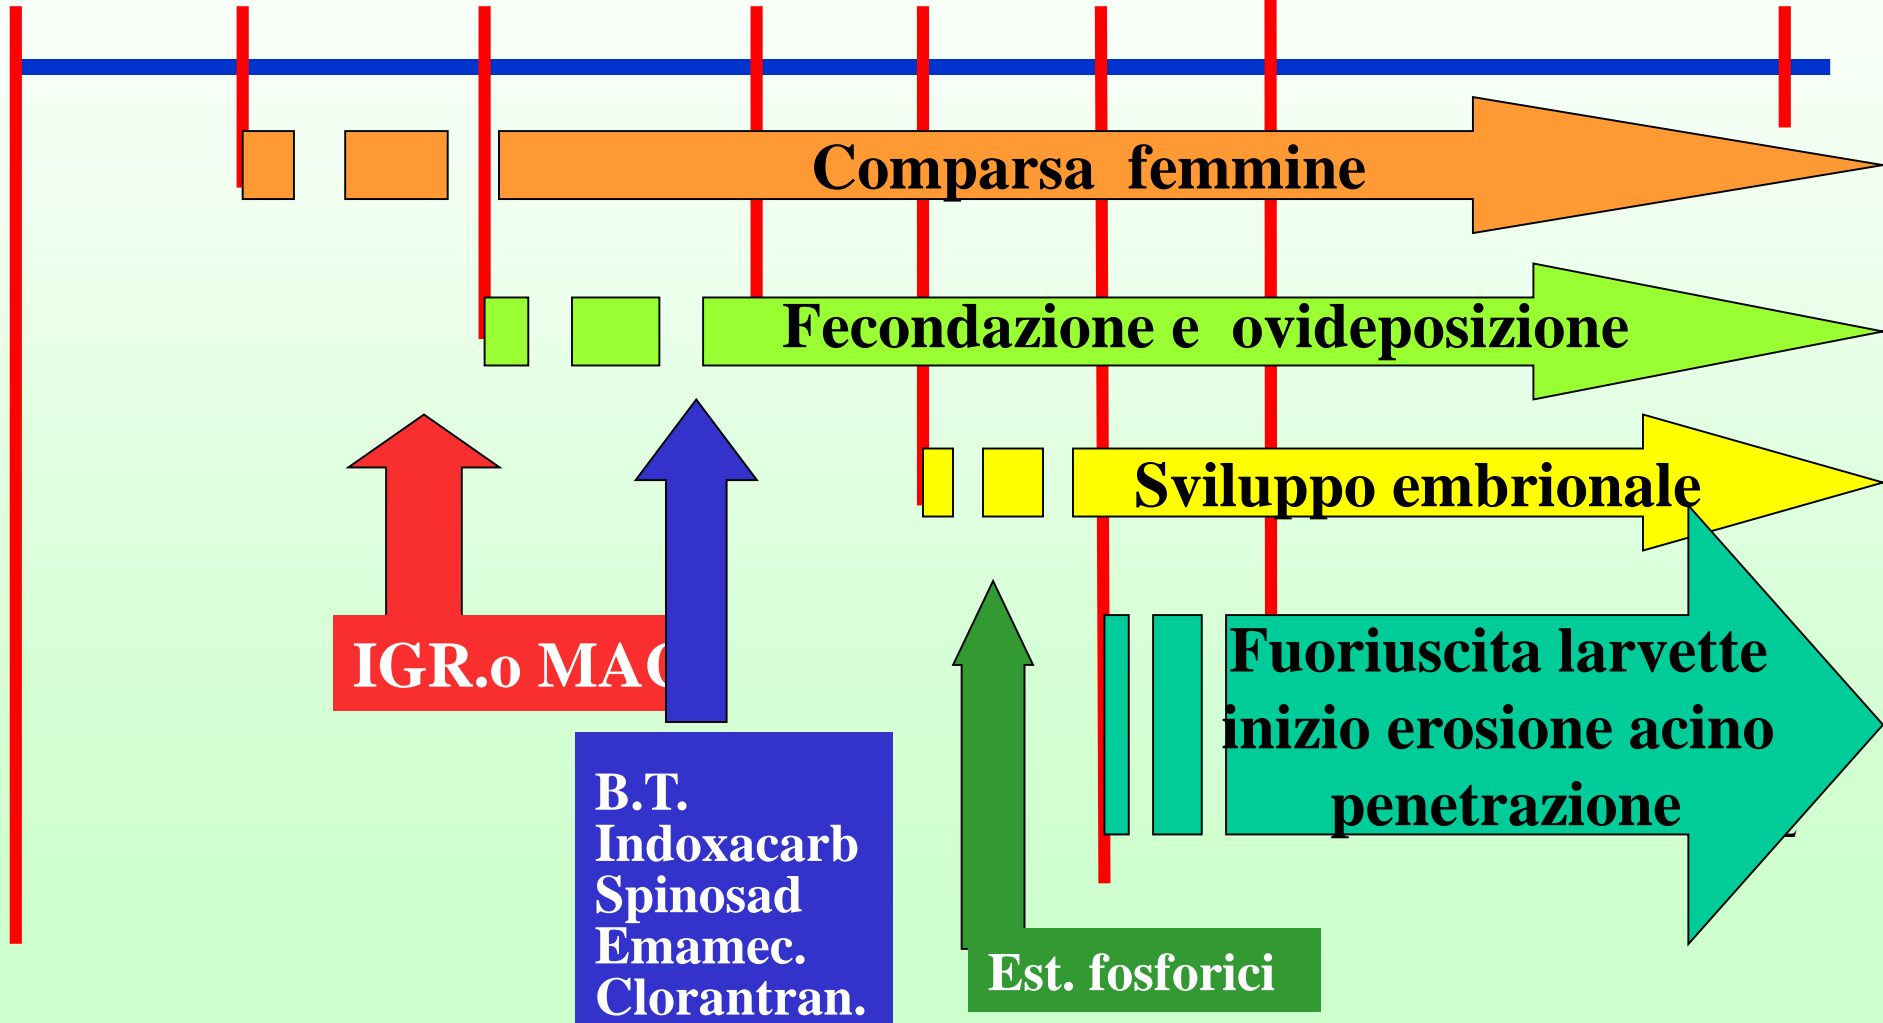 Comparsa femmine
Fecondazione e ovideposizione
Sviluppo embrionale
IGR.o MAC
Fuoriuscita larvette
inizio erosione acino
penetrazione
B.T.
Indoxacarb
Spinosad
Emamec.
Clorantran.
Est. fosforici